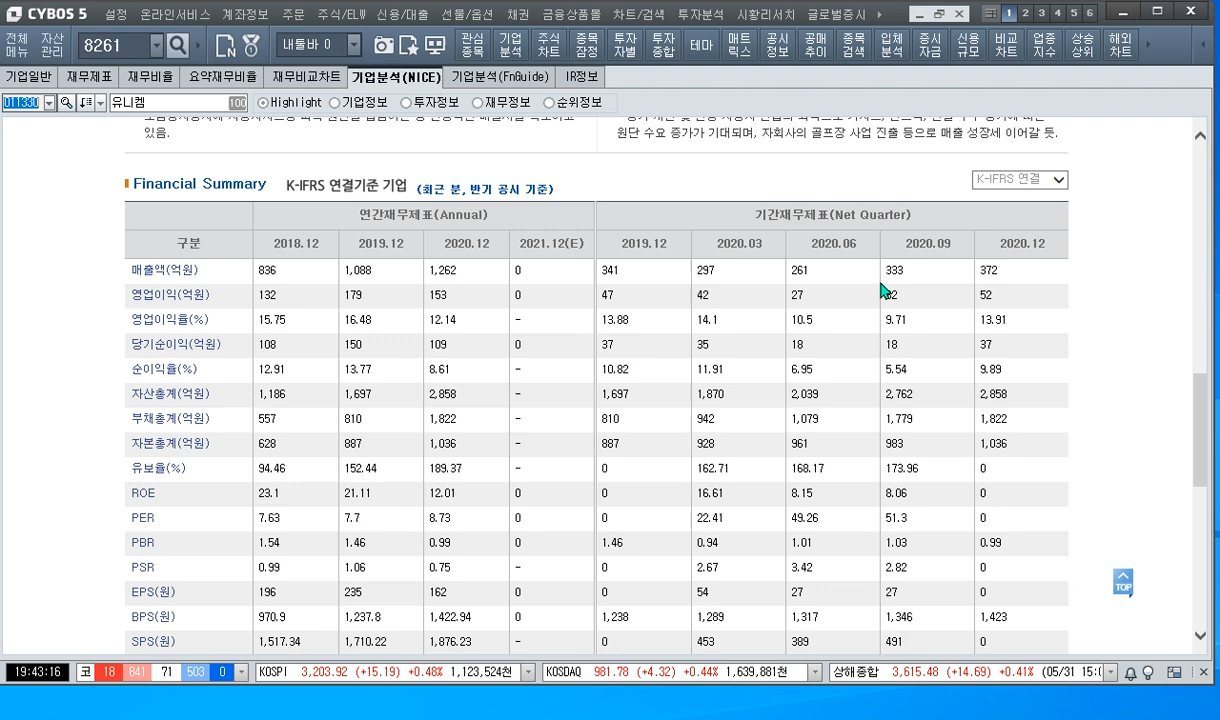 CYBOS 5 설정 온라인서비스 계좌정보 주문 주식/ELW 신용/대출 선물/옵션 채권 금융상품몰 차트/검색 투자분석 시황리서치 글로벌증시 1 2 3 4 5 6
전체메뉴 자산관리 8261 내툴바 0 관심종목 기업분석 주식차트 종목잠정 투자자별 투자종합 테마 매트릭스 공시정보 공매추이 종목검색 입체분석 증시자금 신용규모 비교차트 업종지수 상승상위 해외차트
기업일반 재무제표 재무비율 요약재무비율 재무비교차트 기업분석(NICE) 기업분석(FnGuide) IR정보
011330 유니켐 100 Highlight 기업정보 투자정보 재무정보 순위정보
있음.
원단 수요 증가가 기대되며, 자회사의 골프장 사업 진출 등으로 매출 성장세 이어갈 듯.
Financial Summary K-IFRS 연결기준 기업 (최근 분, 반기 공시 기준) K-IFRS 연결
연간재무제표(Annual) 기간재무제표(Net Quarter)
구분 2018.12 2019.12 2020.12 2021.12(E) 2019.12 2020.03 2020.06 2020.09 2020.12
매출액(억원) 836 1,088 1,262 0 341 297 261 333 372
영업이익(억원) 132 179 153 0 47 42 27 52
영업이익율(%) 15.75 16.48 12.14 - 13.88 14.1 10.5 9.71 13.91
당기순이익(억원) 108 150 109 0 37 35 18 18 37
순이익율(%) 12.91 13.77 8.61 - 10.82 11.91 6.95 5.54 9.89
자산총계(억원) 1,186 1,697 2,858 - 1,697 1,870 2,039 2,762 2,858
부채총계(억원) 557 810 1,822 - 810 942 1,079 1,779 1,822
자본총계(억원) 628 887 1,036 - 887 928 961 983 1,036
유보율(%) 94.46 152.44 189.37 - 0 162.71 168.17 173.96 0
ROE 23.1 21.11 12.01 0 0 16.61 8.15 8.06 0
PER 7.63 7.7 8.73 0 0 22.41 49.26 51.3 0
PBR 1.54 1.46 0.99 0 1.46 0.94 1.01 1.03 0.99
PSR 0.99 1.06 0.75 - 0 2.67 3.42 2.82 0
EPS(원) 196 235 162 0 0 54 27 27 0
BPS(원) 970.9 1,237.8 1,422.94 0 1,238 1,289 1,317 1,346 1,423
SPS(원) 1,517.34 1,710.22 1,876.23 - 0 453 389 491 0
TOP
19:43:16 코 18 841 71 503 0 KOSPI 3,203.92 (+15.19) +0.48% 1,123,524천 KOSDAQ 981.78 (+4.32) +0.44% 1,639,881천 상해종합 3,615.48 (+14.69) +0.41% (05/31